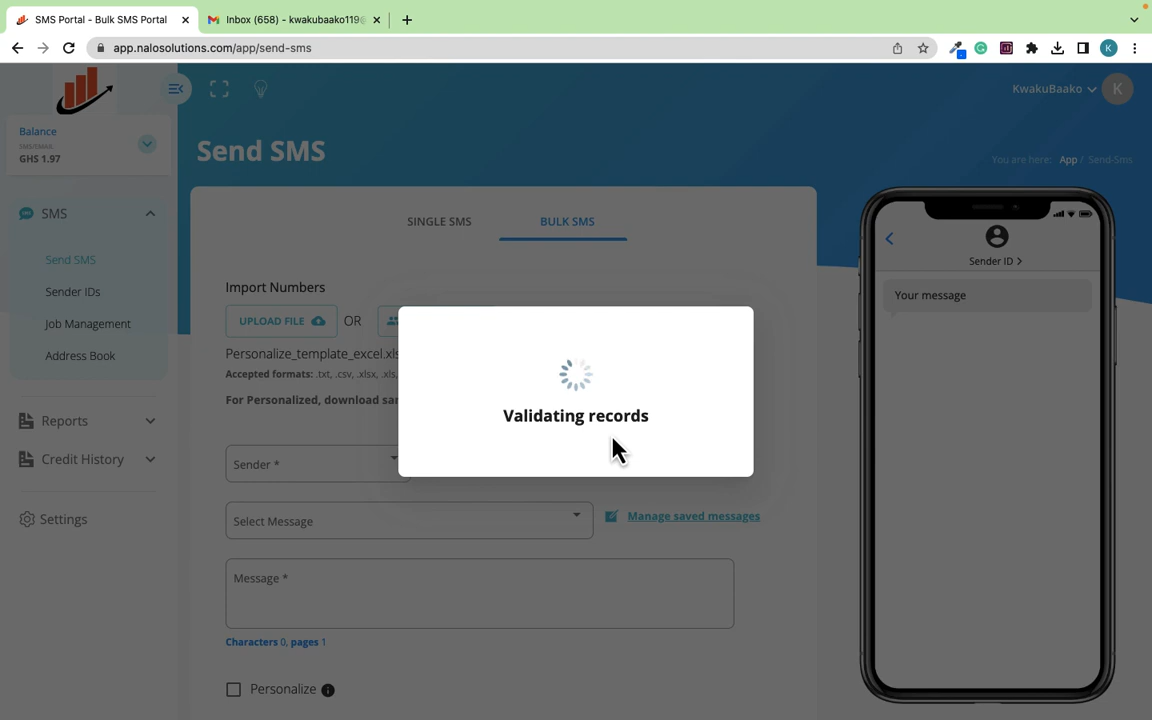 SMS Portal - Bulk SMS Portal
Inbox (658) - kwakubaako119@
app.nalosolutions.com/app/send-sms
K
KwakuBaako
K
Balance
SMS/EMAIL
GHS 1.97
Send SMS
You are here: App / Send-Sms
SMS
Send SMS
Sender IDs
Job Management
Address Book
Reports
Credit History
Settings
SINGLE SMS
BULK SMS
Import Numbers
UPLOAD FILE
OR
Personalize_template_excel.xls
Accepted formats: .txt, .csv, .xlsx, .xls,
For Personalized, download sa
Validating records
Sender *
Select Message
Manage saved messages
Message *
Characters 0, pages 1
Personalize
Sender ID
Your message